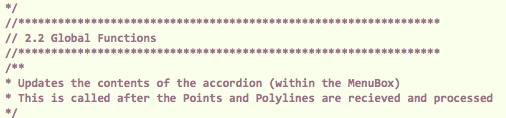 */
//*****************************************************************
// 2.2 Global Functions
//*****************************************************************
/**
* Updates the contents of the accordion (within the MenuBox)
* This is called after the Points and Polylines are recieved and processed
*/